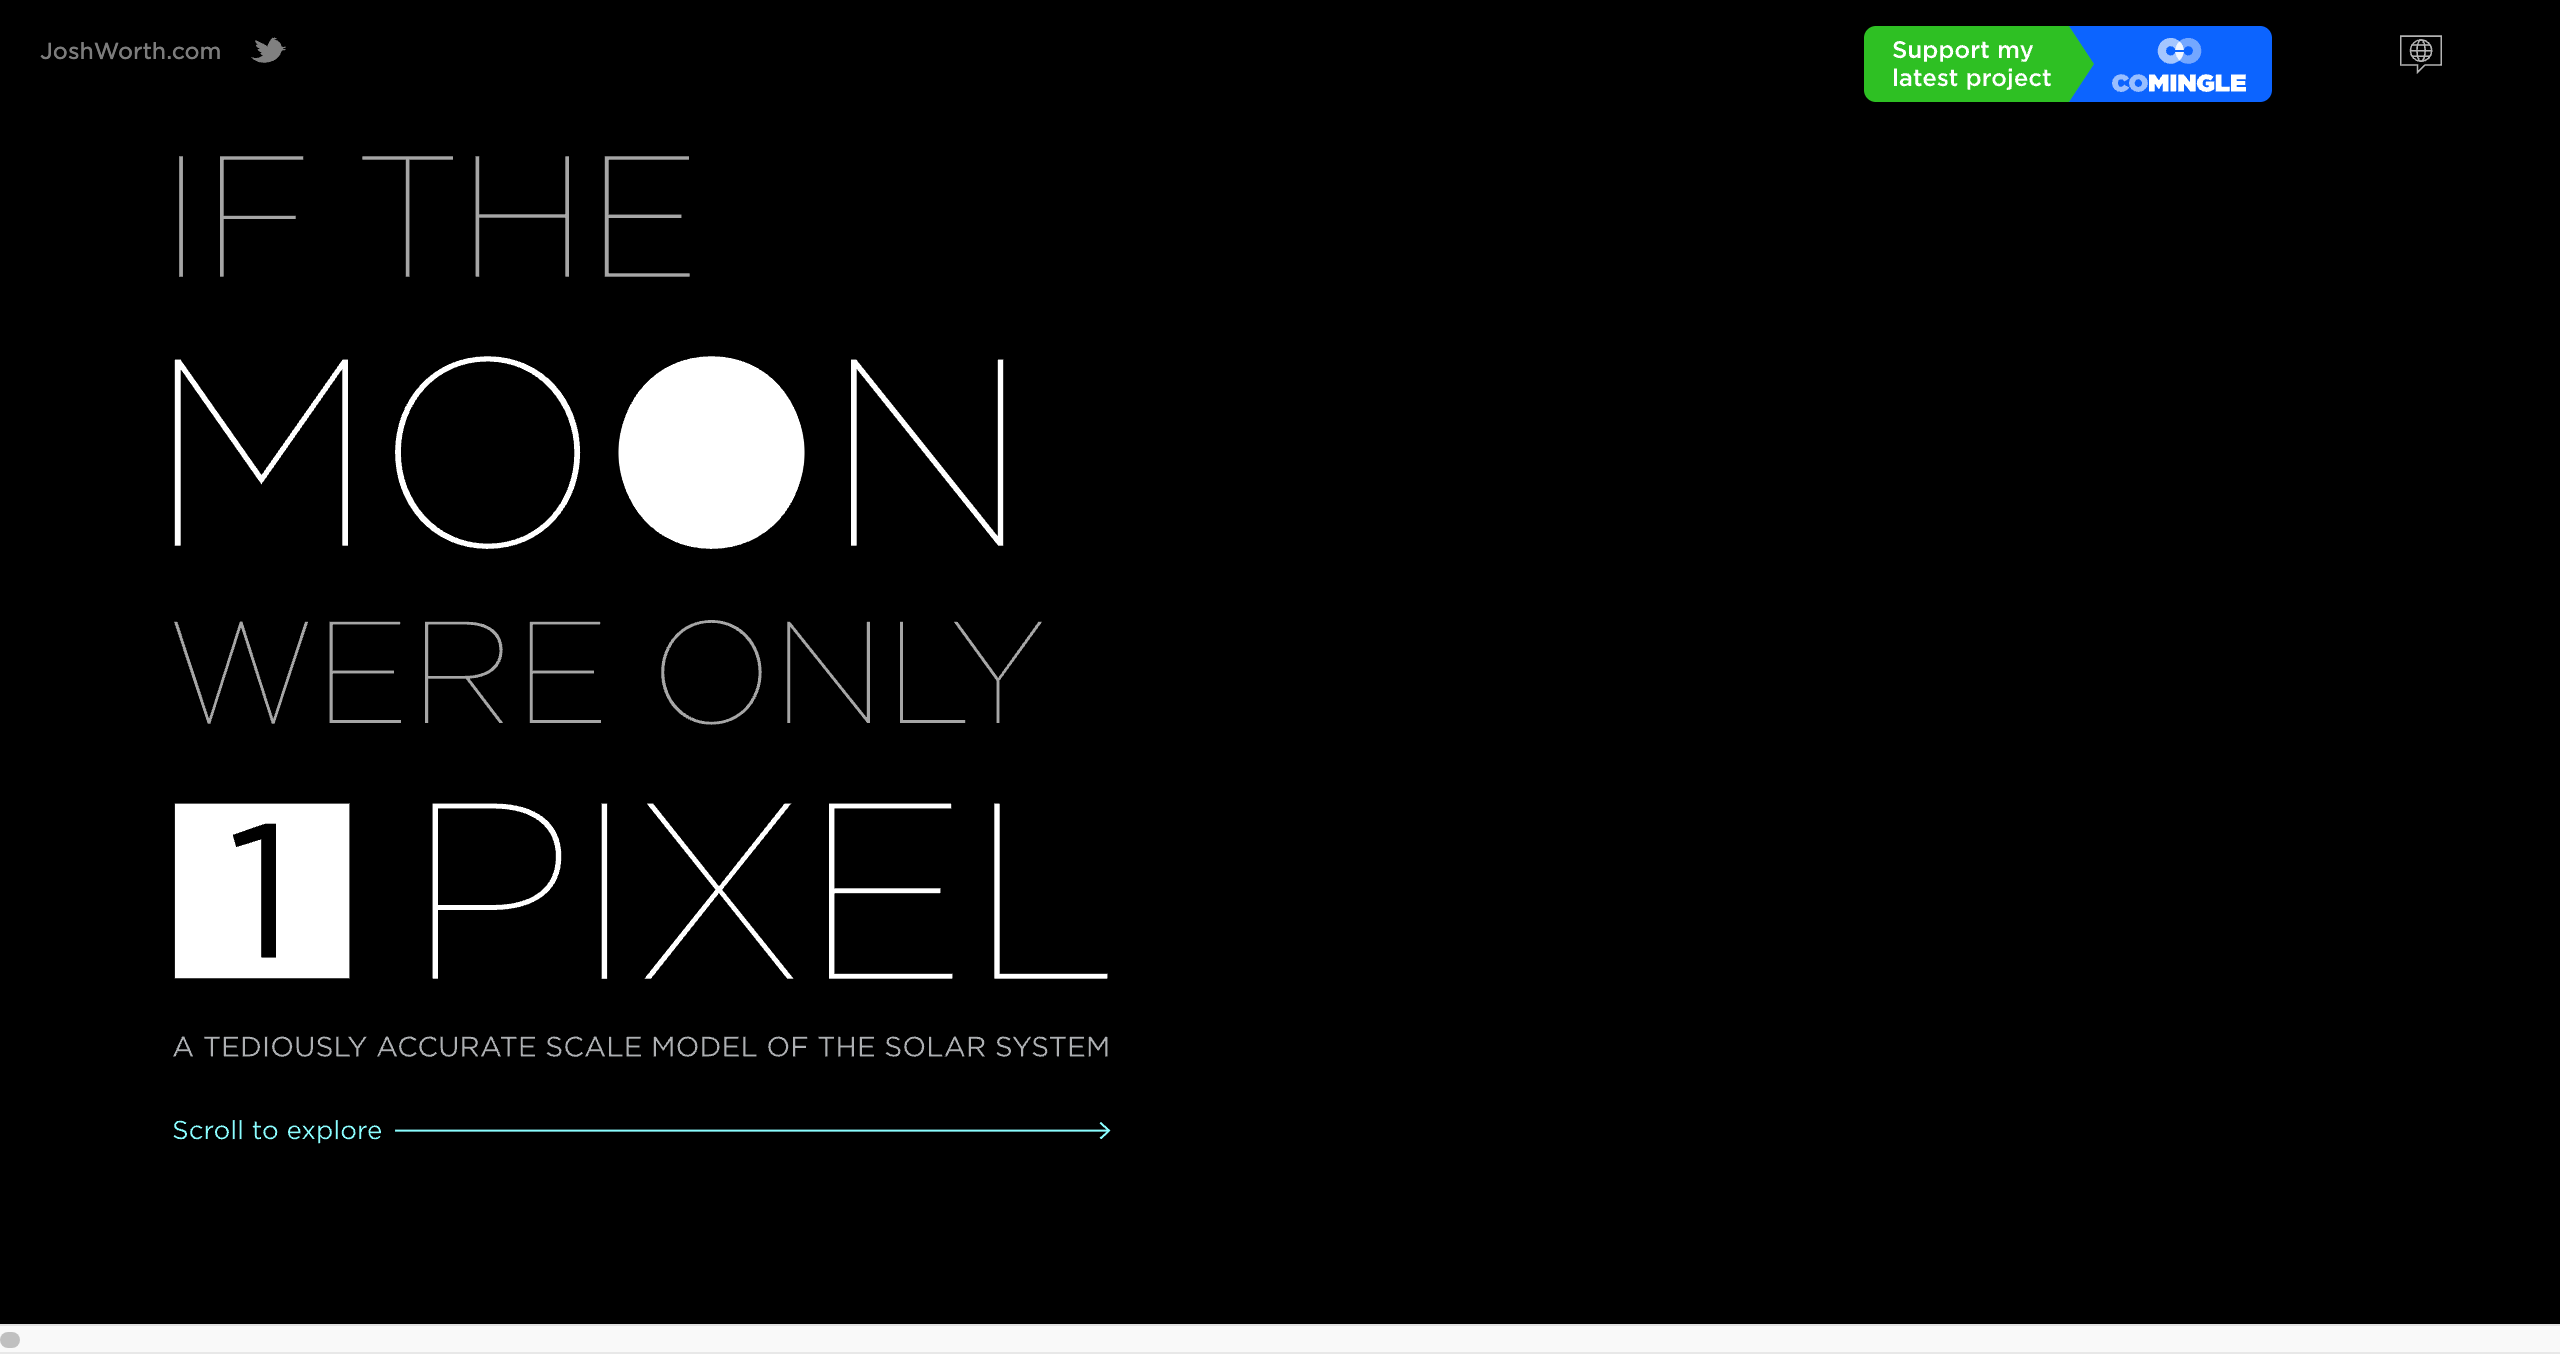 JoshWorth.com
Support my
latest project
COMINGLE
IF THE
MOON
WERE ONLY
1 PIXEL
A TEDIOUSLY ACCURATE SCALE MODEL OF THE SOLAR SYSTEM
Scroll to explore